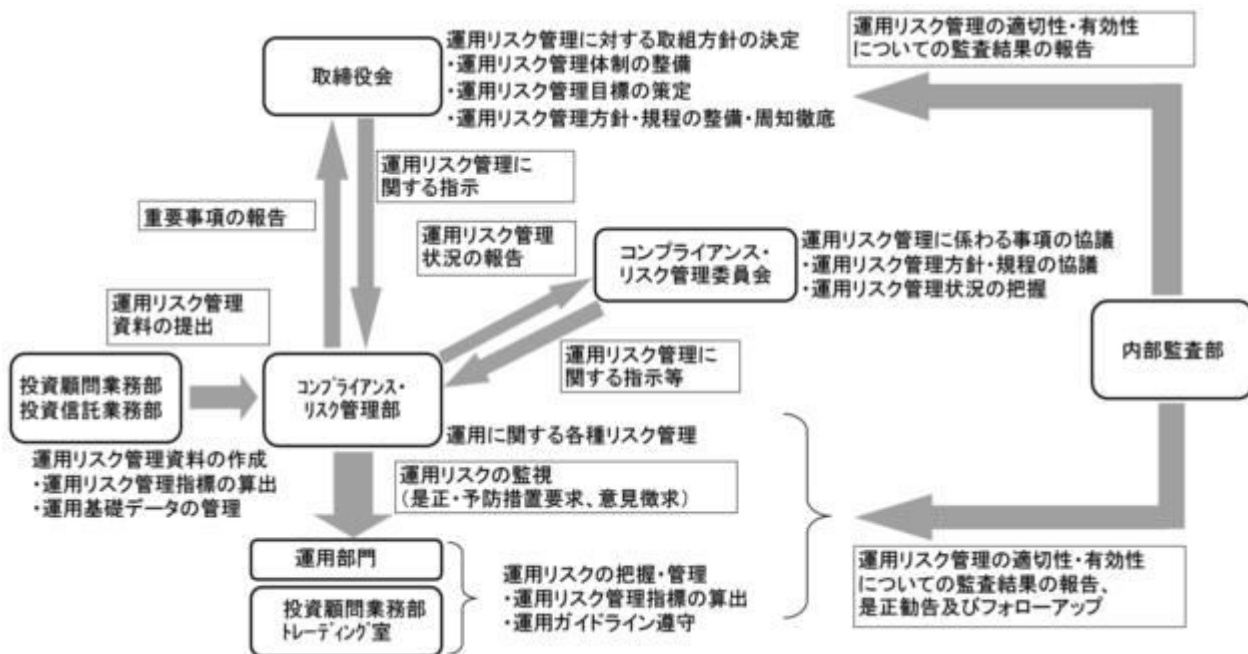 取締役会
運用リスク管理に対する取組方針の決定
・運用リスク管理体制の整備
・運用リスク管理目標の策定
・運用リスク管理方針・規程の整備・周知徹底
運用リスク管理の適切性・有効性
についての監査結果の報告
運用リスク管理に
関する指示
重要事項の報告
運用リスク管理
状況の報告
コンプライアンス・
リスク管理委員会
運用リスク管理に係わる事項の協議
・運用リスク管理方針・規程の協議
・運用リスク管理状況の把握
運用リスク管理
資料の提出
運用リスク管理に
関する指示等
内部監査部
投資顧問業務部
投資信託業務部
コンプライアンス・
リスク管理部
運用に関する各種リスク管理
運用リスク管理資料の作成
・運用リスク管理指標の算出
・運用基礎データの管理
運用リスクの監視
(是正・予防措置要求、意見徴求)
運用部門
投資顧問業務部
トレーディング室
運用リスクの把握・管理
・運用リスク管理指標の算出
・運用ガイドライン遵守
運用リスク管理の適切性・有効性
についての監査結果の報告、
是正勧告及びフォローアップ